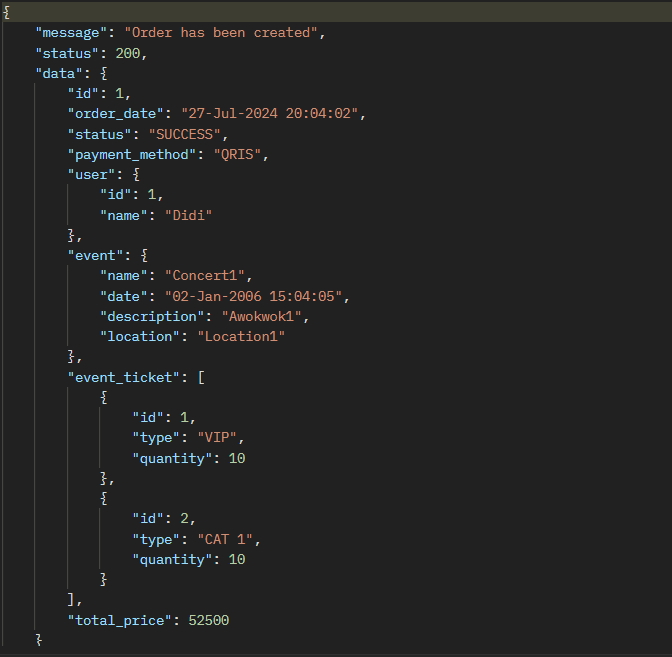 {
    "message": "Order has been created",
    "status": 200,
    "data": {
        "id": 1,
        "order_date": "27-Jul-2024 20:04:02",
        "status": "SUCCESS",
        "payment_method": "QRIS",
        "user": {
            "id": 1,
            "name": "Didi"
        },
        "event": {
            "name": "Concert1",
            "date": "02-Jan-2006 15:04:05",
            "description": "Awokwok1",
            "location": "Location1"
        },
        "event_ticket": [
            {
                "id": 1,
                "type": "VIP",
                "quantity": 10
            },
            {
                "id": 2,
                "type": "CAT 1",
                "quantity": 10
            }
        ],
        "total_price": 52500
    }